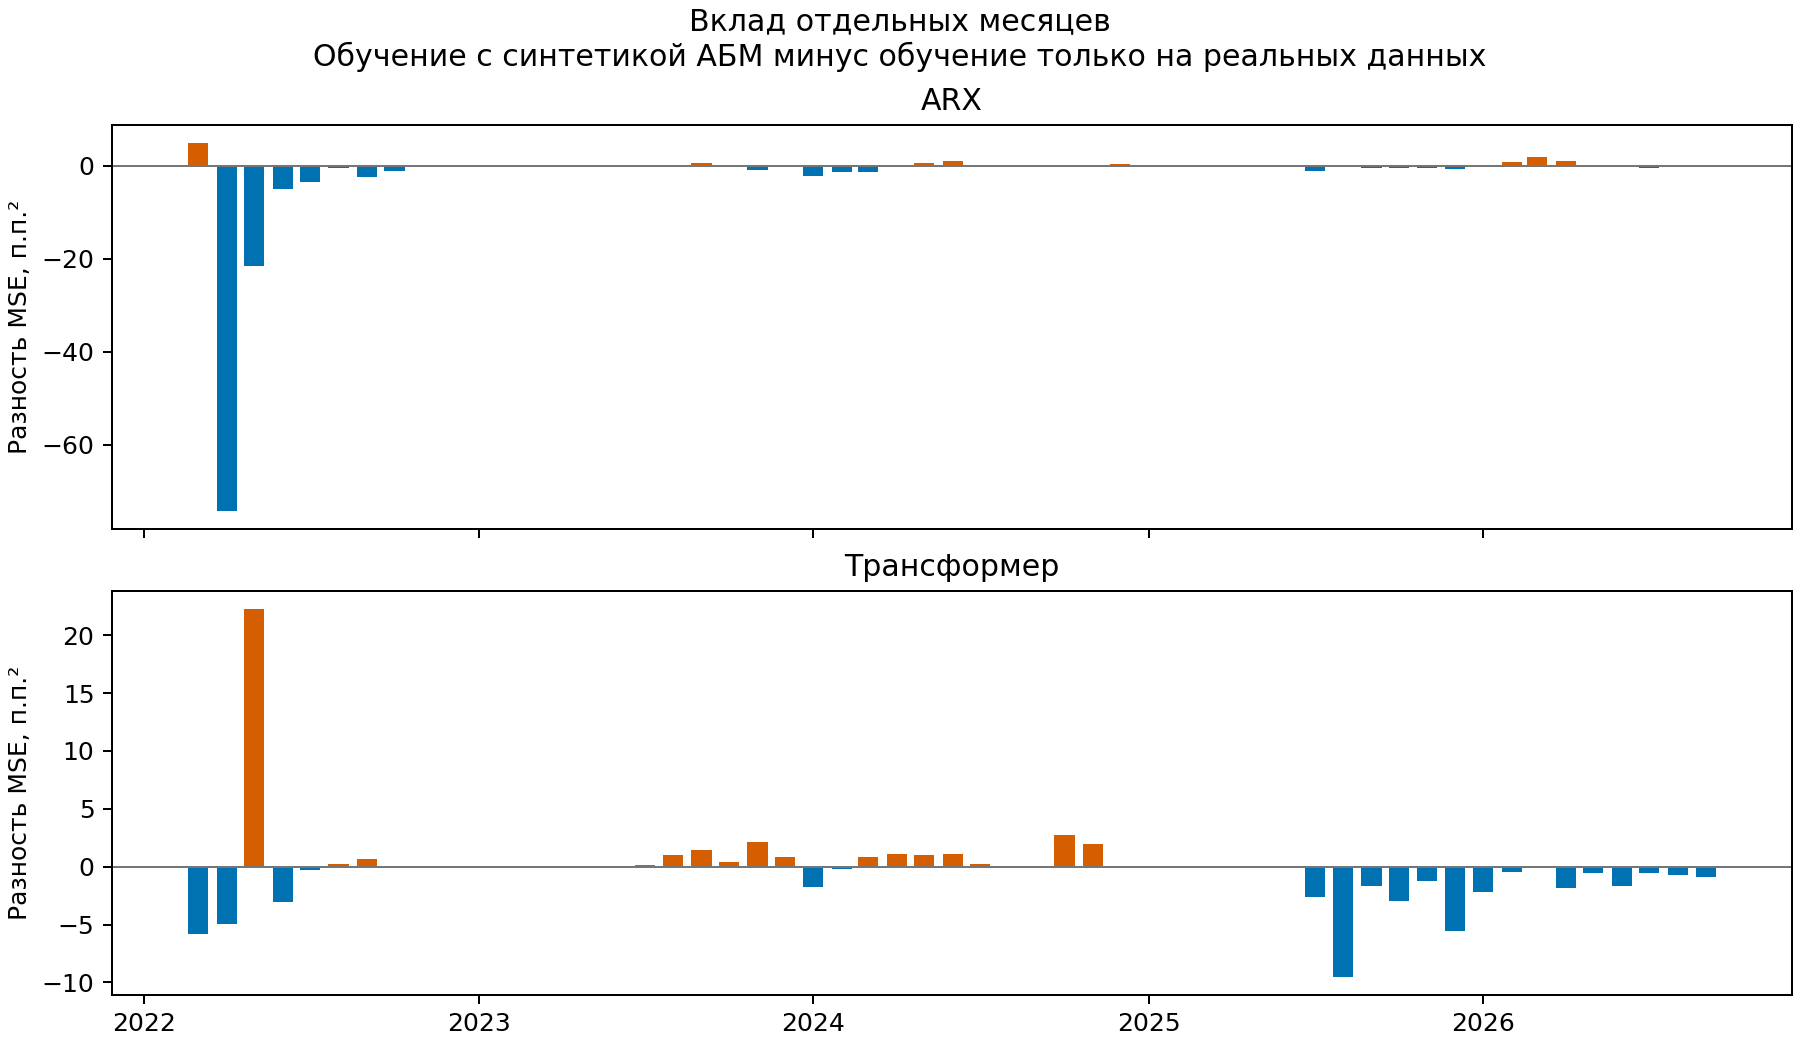 Вклад отдельных месяцев
Обучение с синтетикой АБМ минус обучение только на реальных данных
ARX
Разность MSE, п.п.²
0
−20
−40
−60
Трансформер
Разность MSE, п.п.²
20
15
10
5
0
−5
−10
2022
2023
2024
2025
2026